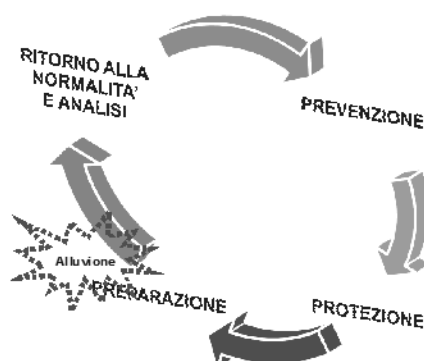 RITORNO ALLA
NORMALITA'
E ANALISI
PREVENZIONE
PROTEZIONE
PREPARAZIONE
Alluvione